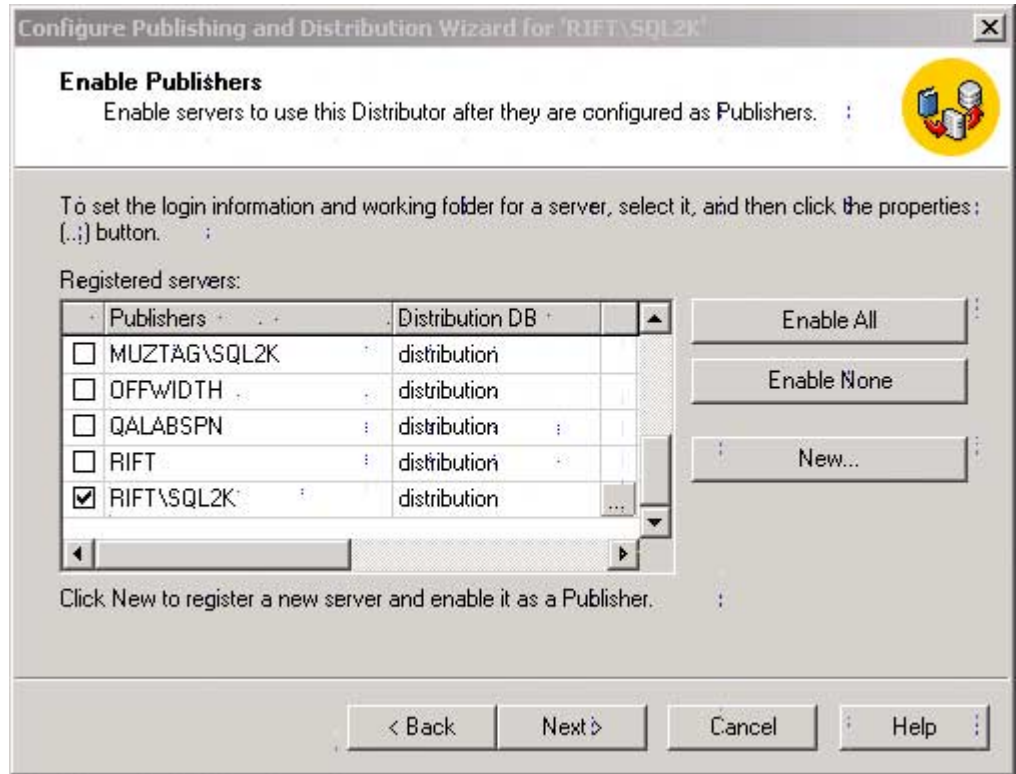 Configure Publishing and Distribution Wizard for 'RIFT\SQL2K'
Enable Publishers
Enable servers to use this Distributor after they are configured as Publishers.
To set the login information and working folder for a server, select it, and then click the properties
(...) button.
Registered servers:
Publishers Distribution DB
MUZTAG\SQL2K distribution
OFFWIDTH distribution
QALABSPN distribution
RIFT distribution
RIFT\SQL2K distribution ...
Enable All
Enable None
New...
Click New to register a new server and enable it as a Publisher.
< Back Next > Cancel Help